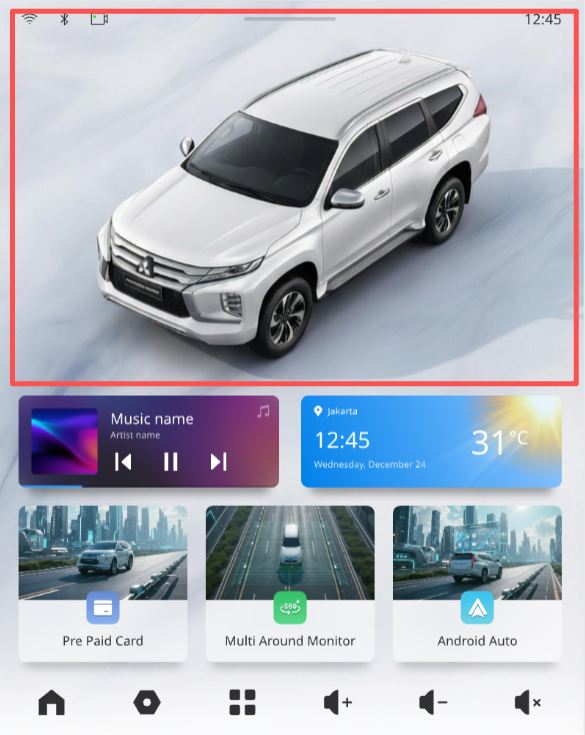 12:45
Music name
Artist name
Jakarta
12:45
Wednesday, December 24
31°C
360°
Pre Paid Card
Multi Around Monitor
Android Auto